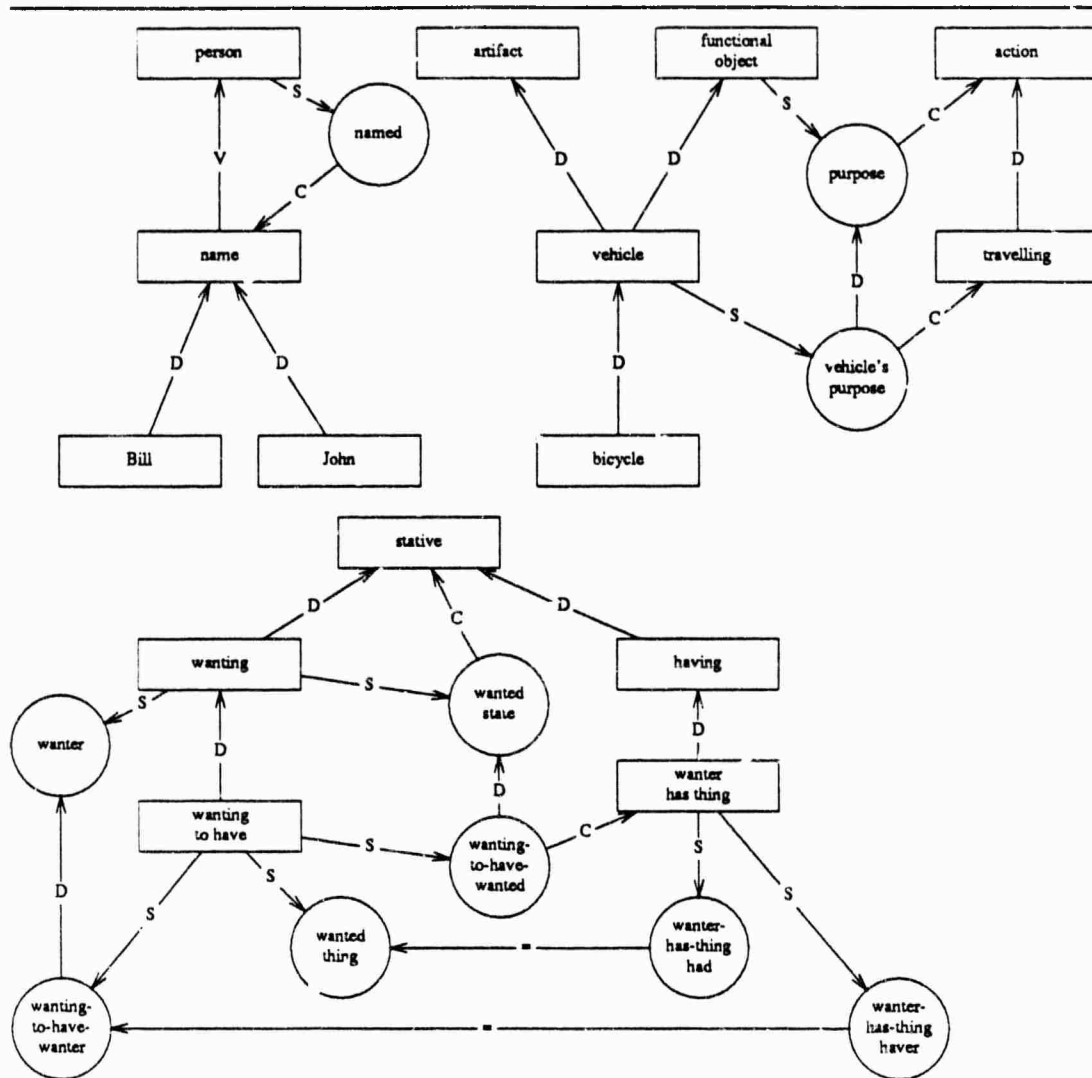 person
artifact
functional
object
action
S
named
S
C
purpose
V
D
D
D
C
name
vehicle
travelling
D
S
C
D
D
D
vehicle's
purpose
Bill
John
bicycle
stative
D
C
D
wanting
having
S
S
wanted
state
wanter
D
D
wanting
to have
D
wanter
has thing
S
wanting-
to-have-
wanted
C
D
S
S
S
S
wanted
thing
=
wanter-
has-thing
had
wanting-
to-have-
wanter
=
wanter-
has-thing
haver